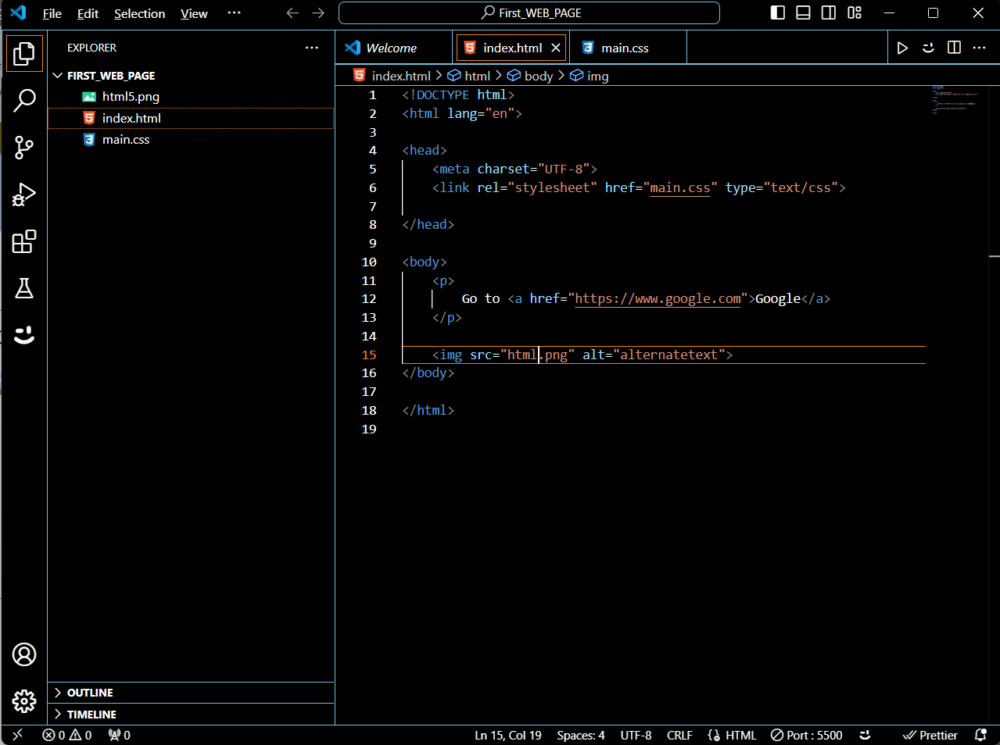 File Edit Selection View ··· First_WEB_PAGE
EXPLORER ···
FIRST_WEB_PAGE
html5.png
index.html
main.css
OUTLINE
TIMELINE
Welcome index.html main.css ···
index.html > html > body > img
1 <!DOCTYPE html>
2 <html lang="en">
3
4 <head>
5 <meta charset="UTF-8">
6 <link rel="stylesheet" href="main.css" type="text/css">
7
8 </head>
9
10 <body>
11 <p>
12 Go to <a href="https://www.google.com">Google</a>
13 </p>
14
15 <img src="html.png" alt="alternatetext">
16 </body>
17
18 </html>
19
0 0 0 Ln 15, Col 19 Spaces: 4 UTF-8 CRLF {} HTML Port : 5500 Prettier